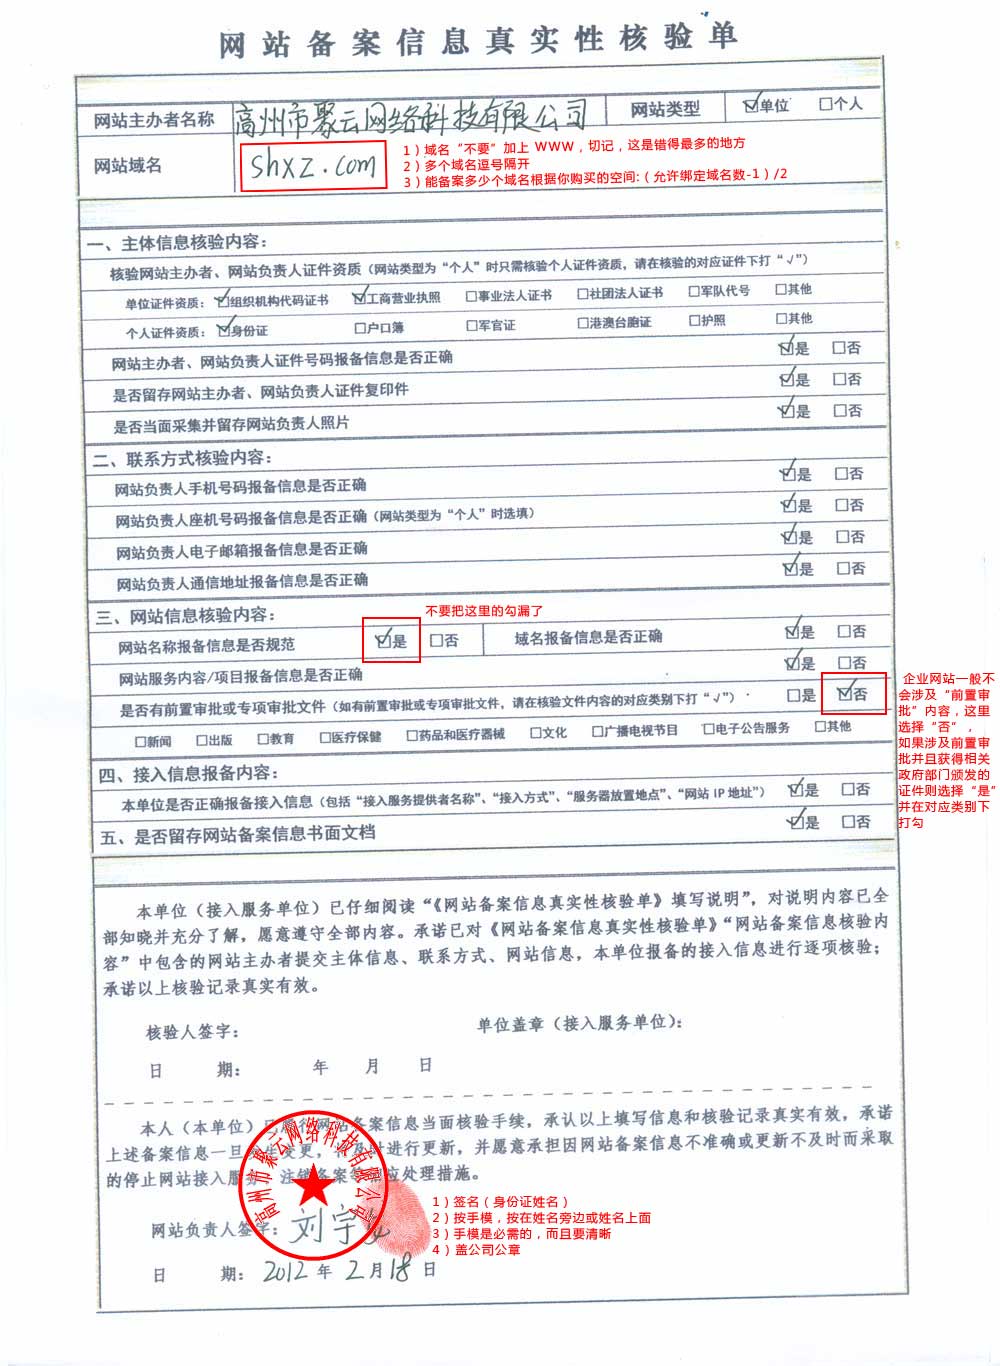 网站备案信息真实性核验单
网站主办者名称 高州市聚云网络科技有限公司 网站类型 ☑单位 □个人
网站域名 shxz.com
1）域名“不要”加上 WWW，切记，这是错得最多的地方
2）多个域名逗号隔开
3）能备案多少个域名根据你购买的空间:（允许绑定域名数-1）/2
一、主体信息核验内容：
核验网站主办者、网站负责人证件资质（网站类型为“个人”时只需核验个人证件资质，请在核验的对应证件下打“√”）
单位证件资质： ☑组织机构代码证书 ☑工商营业执照 □事业法人证书 □社团法人证书 □军队代号 □其他
个人证件资质： ☑身份证 □户口簿 □军官证 □港澳台胞证 □护照 □其他
网站主办者、网站负责人证件号码报备信息是否正确 ☑是 □否
是否留存网站主办者、网站负责人证件复印件 ☑是 □否
是否当面采集并留存网站负责人照片 ☑是 □否
二、联系方式核验内容：
网站负责人手机号码报备信息是否正确 ☑是 □否
网站负责人座机号码报备信息是否正确（网站类型为“个人”时选填） ☑是 □否
网站负责人电子邮箱报备信息是否正确 ☑是 □否
网站负责人通信地址报备信息是否正确 ☑是 □否
三、网站信息核验内容：
不要把这里的勾漏了
网站名称报备信息是否规范 ☑是 □否 域名报备信息是否正确 ☑是 □否
网站服务内容/项目报备信息是否正确 ☑是 □否
是否有前置审批或专项审批文件（如有前置审批或专项审批文件，请在核验文件内容的对应类别下打“√”） □是 ☑否
□新闻 □出版 □教育 □医疗保健 □药品和医疗器械 □文化 □广播电视节目 □电子公告服务 □其他
企业网站一般不
会涉及“前置审
批”内容，这里
选择“否”，
如果涉及前置审
批并且获得相关
政府部门颁发的
证件则选择“是”
并在对应类别下
打勾
四、接入信息报备内容：
本单位是否正确报备接入信息（包括“接入服务提供者名称”、“接入方式”、“服务器放置地点”、“网站 IP 地址”） ☑是 □否
五、是否留存网站备案信息书面文档 ☑是 □否
本单位（接入服务单位）已仔细阅读“《网站备案信息真实性核验单》填写说明”，对说明内容已全
部知晓并充分了解，愿意遵守全部内容。承诺已对《网站备案信息真实性核验单》“网站备案信息核验内
容”中包含的网站主办者提交主体信息、联系方式、网站信息，本单位报备的接入信息进行逐项核验；
承诺以上核验记录真实有效。
核验人签字： 单位盖章（接入服务单位）：
日 期： 年 月 日
本人（本单位）已履行网站备案信息当面核验手续，承认以上填写信息和核验记录真实有效，承诺
上述备案信息一旦发生变更，及时进行更新，并愿意承担因网站备案信息不准确或更新不及时而采取
的停止网站接入服务、注销备案等相应处理措施。
高州市聚云网络科技有限公司
网站负责人签字： 刘宇
1）签名（身份证姓名）
2）按手模，按在姓名旁边或姓名上面
3）手模是必需的，而且要清晰
4）盖公司公章
日 期： 2012 年 2 月 18 日